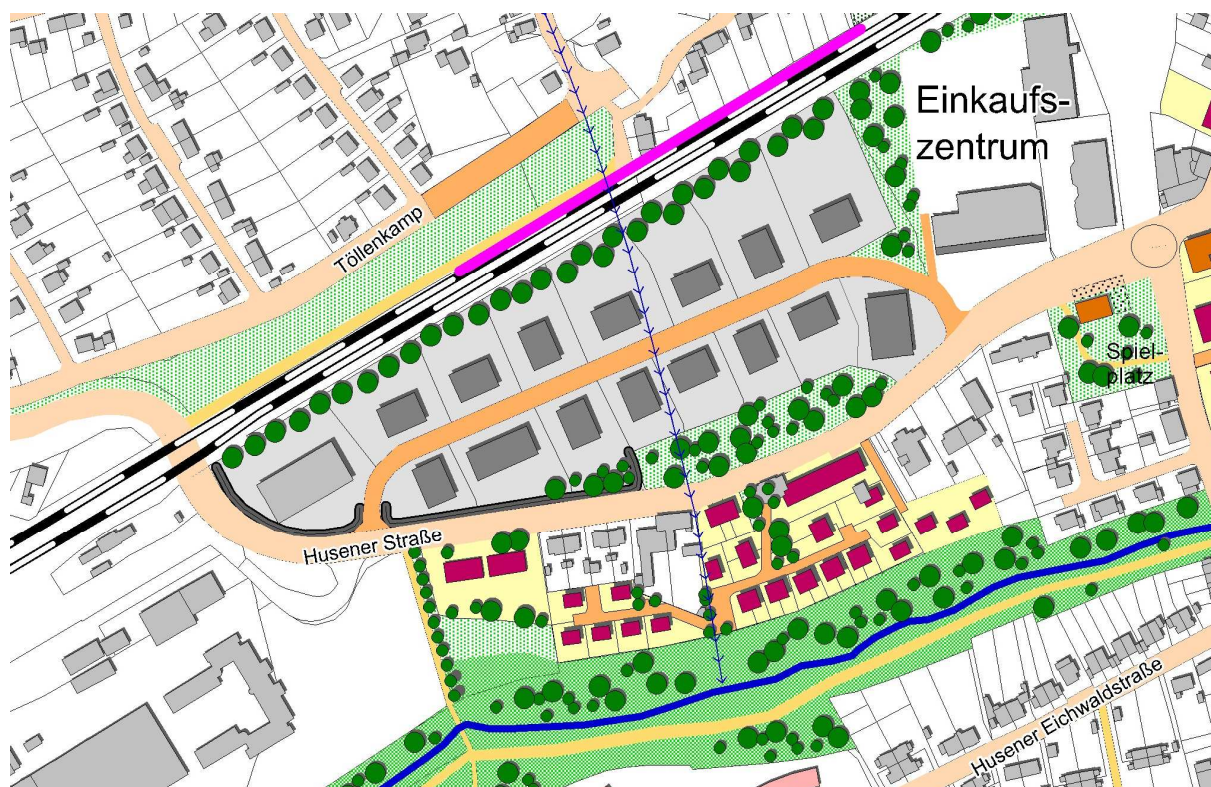 Einkaufs-
zentrum
Töllenkamp
Spiel-
platz
Husener Straße
Husener Eichwaldstraße